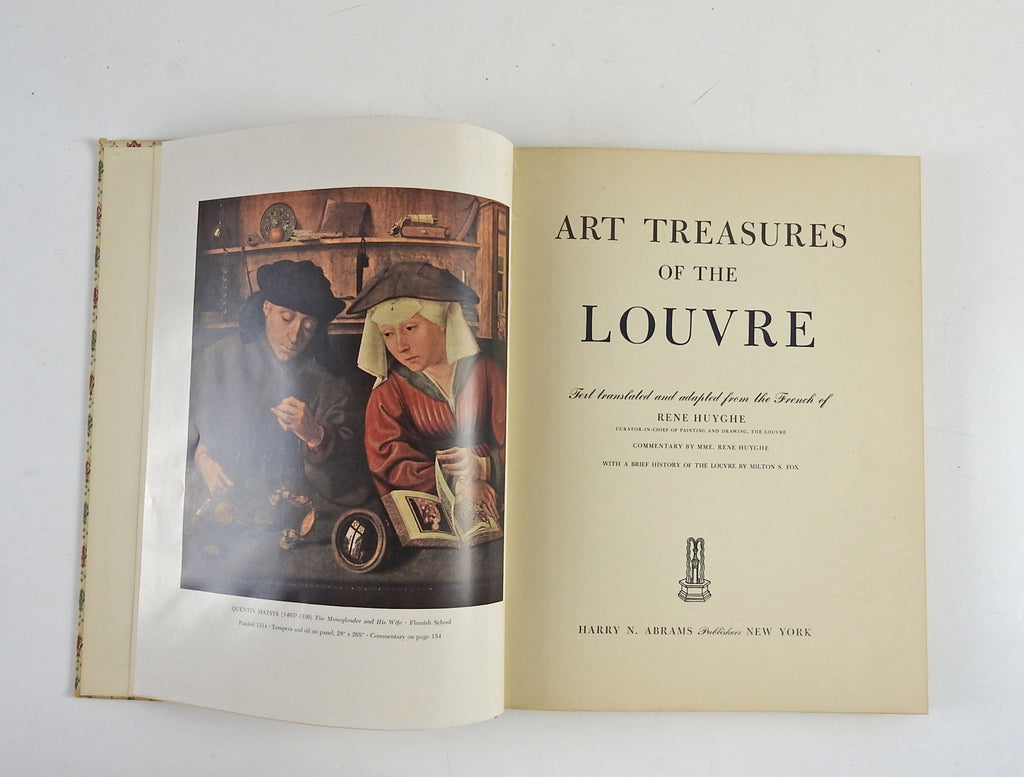 QUENTIN MATSYS (1465?-1530) The Moneylender and His Wife · Flemish School
Painted 1514 · Tempera and oil on panel, 28" x 26⅝" · Commentary on page 154
ART TREASURES
OF THE
LOUVRE
Text translated and adapted from the French of
RENE HUYGHE
CURATOR-IN-CHIEF OF PAINTING AND DRAWING, THE LOUVRE
COMMENTARY BY MME. RENE HUYGHE
WITH A BRIEF HISTORY OF THE LOUVRE BY MILTON S. FOX
HARRY N. ABRAMS Publishers NEW YORK